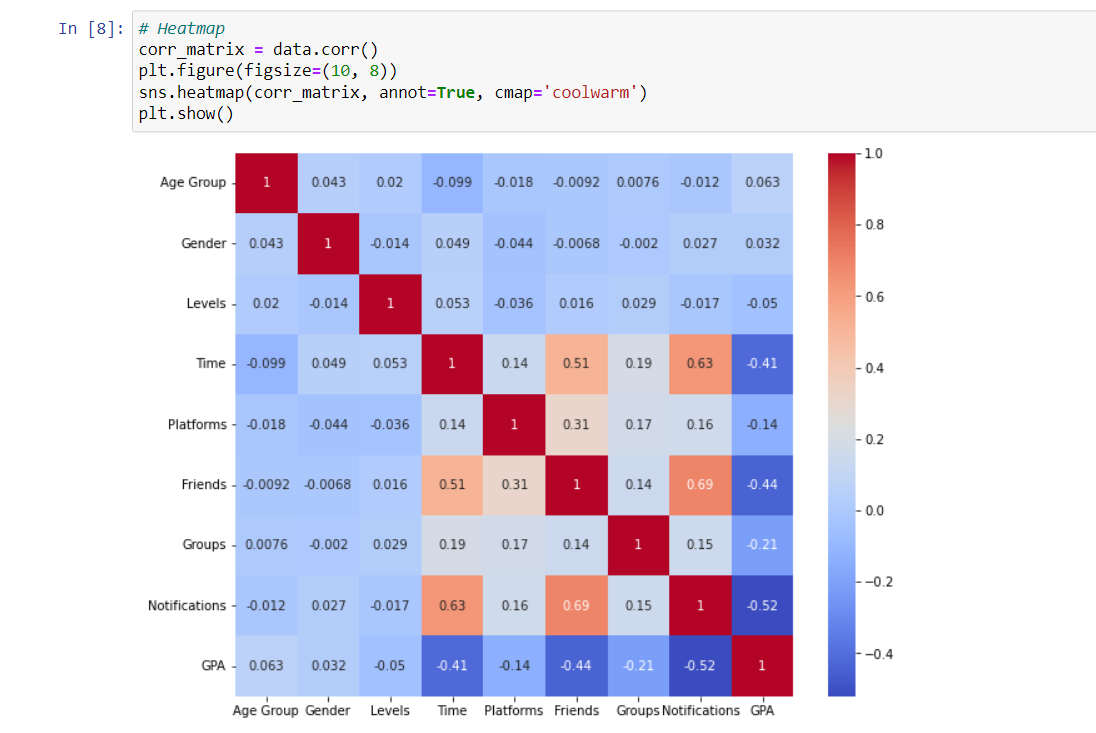 In [8]: # Heatmap
corr_matrix = data.corr()
plt.figure(figsize=(10, 8))
sns.heatmap(corr_matrix, annot=True, cmap='coolwarm')
plt.show()
Age Group 1 0.043 0.02 -0.099 -0.018 -0.0092 0.0076 -0.012 0.063
Gender 0.043 1 -0.014 0.049 -0.044 -0.0068 -0.002 0.027 0.032
Levels 0.02 -0.014 1 0.053 -0.036 0.016 0.029 -0.017 -0.05
Time -0.099 0.049 0.053 1 0.14 0.51 0.19 0.63 -0.41
Platforms -0.018 -0.044 -0.036 0.14 1 0.31 0.17 0.16 -0.14
Friends -0.0092 -0.0068 0.016 0.51 0.31 1 0.14 0.69 -0.44
Groups 0.0076 -0.002 0.029 0.19 0.17 0.14 1 0.15 -0.21
Notifications -0.012 0.027 -0.017 0.63 0.16 0.69 0.15 1 -0.52
GPA 0.063 0.032 -0.05 -0.41 -0.14 -0.44 -0.21 -0.52 1
Age Group Gender Levels Time Platforms Friends Groups Notifications GPA
1.0
0.8
0.6
0.4
0.2
0.0
−0.2
−0.4